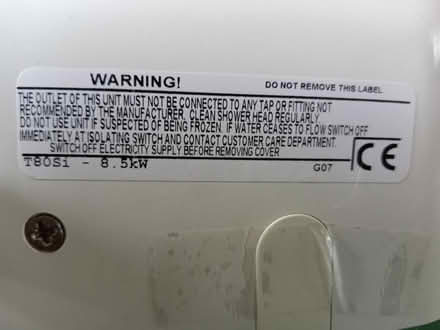 WARNING! DO NOT REMOVE THIS LABEL
THE OUTLET OF THIS UNIT MUST NOT BE CONNECTED TO ANY TAP OR FITTING NOT
RECOMMENDED BY THE MANUFACTURER. CLEAN SHOWER HEAD REGULARLY
DO NOT USE UNIT IF SUSPECTED OF BEING FROZEN. IF WATER CEASES TO FLOW SWITCH OFF
IMMEDIATELY AT ISOLATING SWITCH AND CONTACT CUSTOMER CARE DEPARTMENT.
SWITCH OFF ELECTRICITY SUPPLY BEFORE REMOVING COVER
T80Si - 8.5kW G07 CE